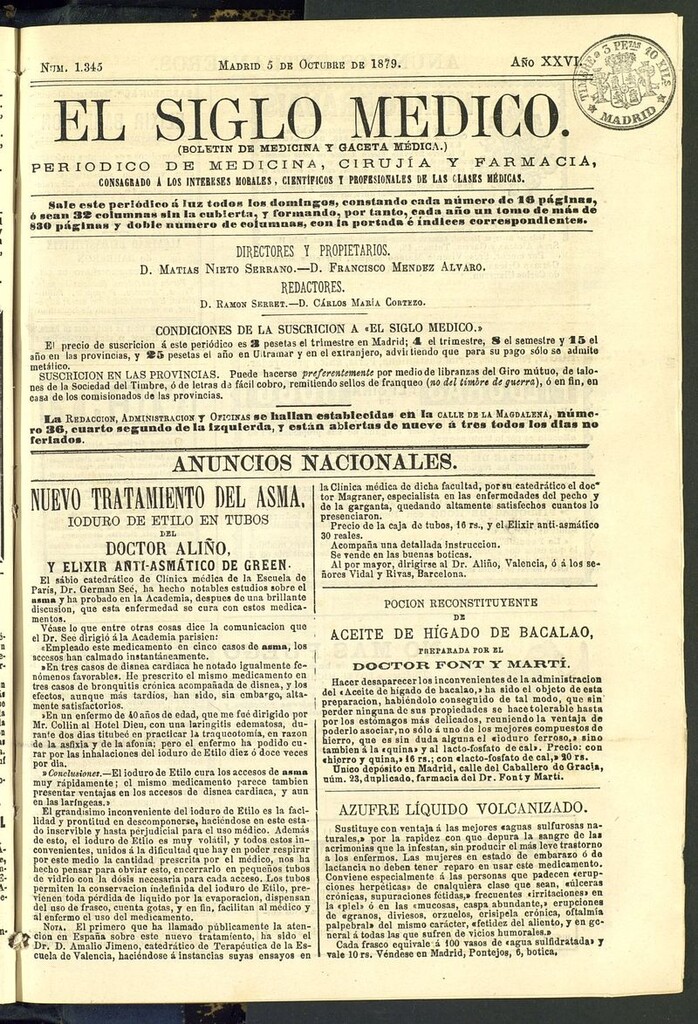 NUM. 1.345
MADRID 5 DE OCTUBRE DE 1879.
AÑO XXVI.
TIMBRE DE 3 PETAS 10 KILS
MADRID
EL SIGLO MEDICO.
(BOLETIN DE MEDICINA Y GACETA MÉDICA.)
PERIODICO DE MEDICINA, CIRUJÍA Y FARMACIA,
CONSAGRADO Á LOS INTERESES MORALES, CIENTÍFICOS Y PROFESIONALES DE LAS CLASES MÉDICAS.
Sale este periódico á luz todos los domingos, constando cada número de 16 páginas,
ó sean 32 columnas sin la cubierta, y formando, por tanto, cada año un tomo de más de
830 páginas y doble numero de columnas, con la portada é índices correspondientes.
DIRECTORES Y PROPIETARIOS.
D. MATIAS NIETO SERRANO.—D. FRANCISCO MENDEZ ALVARO.
REDACTORES.
D. RAMON SERRET.—D. CÁRLOS MARÍA CORTEZO.
CONDICIONES DE LA SUSCRICION A «EL SIGLO MEDICO.»
El precio de suscricion á este periódico es 3 pesetas el trimestre en Madrid; 4 el trimestre, 8 el semestre y 15 el
año en las provincias, y 25 pesetas el año en Ultramar y en el extranjero, advirtiendo que para su pago sólo se admite
metálico.
SUSCRICION EN LAS PROVINCIAS. Puede hacerse preferentemente por medio de libranzas del Giro mútuo, de talo-
nes de la Sociedad del Timbre, ó de letras de fácil cobro, remitiendo sellos de franqueo (no del timbre de guerra), ó en fin, en
casa de los comisionados de las provincias.
LA REDACCION, ADMINISTRACION Y OFICINAS se hallan establecidas en la CALLE DE LA MAGDALENA, núme-
ro 36, cuarto segundo de la izquierda, y están abiertas de nueve á tres todos los dias no
feriados.
ANUNCIOS NACIONALES.
NUEVO TRATAMIENTO DEL ASMA.
IODURO DE ETILO EN TUBOS
DEL
DOCTOR ALIÑO,
Y ELIXIR ANTI-ASMÁTICO DE GREEN.
El sábio catedrático de Clínica médica de la Escuela de
París, Dr. German Seé, ha hecho notables estudios sobre el
asma y ha probado en la Academia, despues de una brillante
discusion, que esta enfermedad se cura con estos medica-
mentos.
Véase lo que entre otras cosas dice la comunicacion que
el Dr. See dirigió á la Academia parisien:
«Empleado este medicamento en cinco casos de asma, los
accesos han calmado instantáneamente.
»En tres casos de disnea cardiaca he notado igualmente fe-
nómenos favorables. He prescrito el mismo medicamento en
tres casos de bronquitis crónica acompañada de disnea, y los
efectos, aunque más tardios, han sido, sin embargo, alta-
mente satisfactorios.
»En un enfermo de 40 años de edad, que me fué dirigido por
Mr. Collin al Hotel Dieu, con una laringitis edematosa, du-
rante dos dias titubeé en practicar la traqueotomía, en razon
de la asfixia y de la afonia; pero el enfermo ha podido cu-
rar por las inhalaciones del ioduro de Etilo diez ó doce veces
por dia.
»Conclusiones.—El ioduro de Etilo cura los accesos de asma
muy rápidamente; el mismo medicamento parece tambien
presentar ventajas en los accesos de disnea cardiaca, y aun
en las laríngeas.»
El grandísimo inconveniente del ioduro de Etilo es la faci-
lidad y prontitud en descomponerse, haciéndose en este es-
tado inservible y hasta perjudicial para el uso médico. Ademá-
s de esto, el ioduro de Etilo es muy volátil, y todos estos in-
convenientes, unidos á la dificultad que hay en poder respirar
por este medio la cantidad prescrita por el médico, nos ha
hecho pensar para obviar esto, encerrarlo en pequeños tubos
de vidrio con la dósis necesaria para cada acceso. Los tubos
permiten la conservacion indefinida del ioduro de Etilo, pre-
vienen toda pérdida de líquido por la evaporacion, dispensan
del uso de frasco, cuenta gotas, y en fin, facilitan al médico y
al enfermo el uso del medicamento.
NOTA. El primero que ha llamado públicamente la aten-
cion en España sobre este nuevo tratamiento, ha sido el
Dr. D. Amalio Jimeno, catedrático de Terapéutica de la Es-
cuela de Valencia, haciéndose á instancias suyas ensayos en
la Clínica médica de dicha facultad, por su catedrático el doc-
tor Magraner, especialista en las enfermedades del pecho y
de la garganta, quedando altamente satisfechos cuantos lo
presenciaron.
Precio de la caja de tubos, 16 rs., y el Elixir anti-asmático
30 reales.
Acompaña una detallada instruccion.
Se vende en las buenas boticas.
Al por mayor, dirigirse al Dr. Aliño, Valencia, ó á los se-
ñores Vidal y Rivas, Barcelona.
POCION RECONSTITUYENTE
DE
ACEITE DE HÍGADO DE BACALAO,
PREPARADA POR EL
DOCTOR FONT Y MARTÍ.
Hacer desaparecer los inconvenientes de la administracion
del «Aceite de hígado de bacalao,» ha sido el objeto de esta
preparacion, habiéndolo conseguido de tal modo, que sin
perder ninguna de sus propiedades se hace tolerable hasta
por los estómagos más delicados, reuniendo la ventaja de
poderlo asociar, no sólo á uno de los mejores compuestos de
hierro, que es sin duda alguna el «ioduro ferroso,» sino
tambien á la «quina» y al lacto-fosfato de cal». Precio: con
«hierro y quina,» 16 rs.; con «lacto-fosfato de cal,» 20 rs.
Único depósito en Madrid, calle del Caballero de Gracia,
núm. 23, duplicado, farmacia del Dr. Font y Martí.
AZUFRE LÍQUIDO VOLCANIZADO.
Sustituye con ventaja á las mejores «aguas sulfurosas na-
turales,» por la rapidez con que depura la sangre de las
acrimonias que la infestan, sin producir el más leve trastorno
a los enfermos. Las mujeres en estado de embarazo ó de
lactancia no deben tener reparo en usar este medicamento.
Conviene especialmente á las personas que padecen «erup-
ciones herpéticas» de cualquiera clase que sean, «úlceras
crónicas, supuraciones fétidas,» frecuentes «irritaciones» en
la «piel» ó en las «mucosas, caspa abundante,» erupciones
de «granos, diviesos, orzuelos, erisipela crónica, oftalmía
palpebral» del mismo carácter, «fetidez del aliento, y en ge-
neral á todas las que sufren de vicios humorales.»
Cada frasco equivale á 100 vasos de «agua sulfidratada» y
vale 10 rs. Véndese en Madrid, Pontejos, 6, botica.